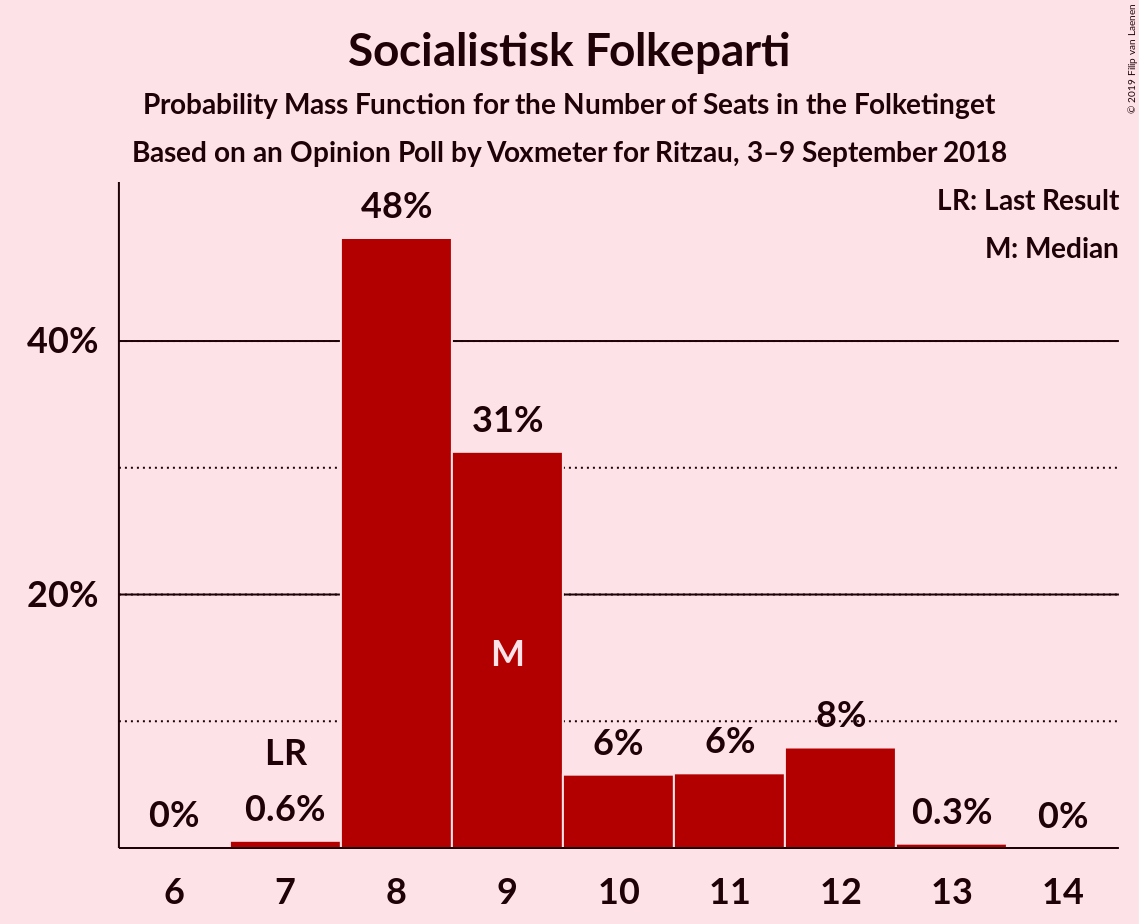 Socialistisk Folkeparti
Probability Mass Function for the Number of Seats in the Folketinget
Based on an Opinion Poll by Voxmeter for Ritzau, 3–9 September 2018
© 2019 Filip van Laenen
LR: Last Result
M: Median
48%
40%
31%
20%
M
8%
6%
6%
LR
0.6%
0%
0.3%
0%
6 7 8 9 10 11 12 13 14